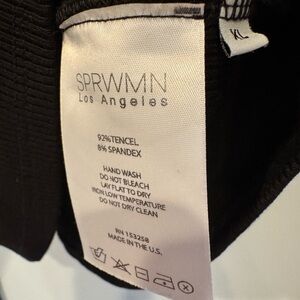 SPRWMN
Los Angeles
92%TENCEL
8% SPANDEX
HAND WASH
DO NOT BLEACH
LAY FLAT TO DRY
IRON LOW TEMPERATURE
DO NOT DRY CLEAN
RN 153258
MADE IN THE U.S.
XL